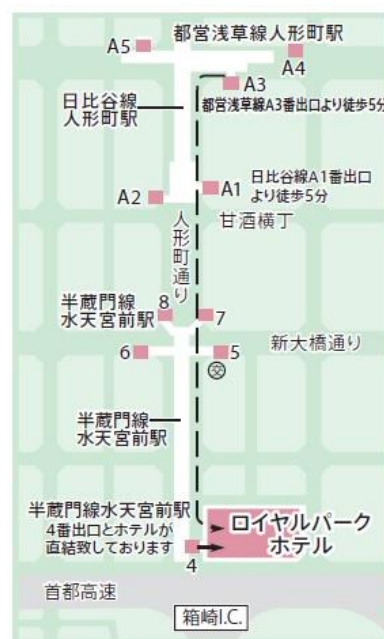 都営浅草線人形町駅
A5
A4
A3
都営浅草線A3番出口より徒歩5分
日比谷線
人形町駅
A1
日比谷線A1番出口
より徒歩5分
A2
甘酒横丁
人形町通り
半蔵門線
水天宮前駅
8
7
新大橋通り
6
5
交
半蔵門線
水天宮前駅
半蔵門線水天宮前駅
4番出口とホテルが
直結致しております
4
ロイヤルパーク
ホテル
首都高速
箱崎I.C.